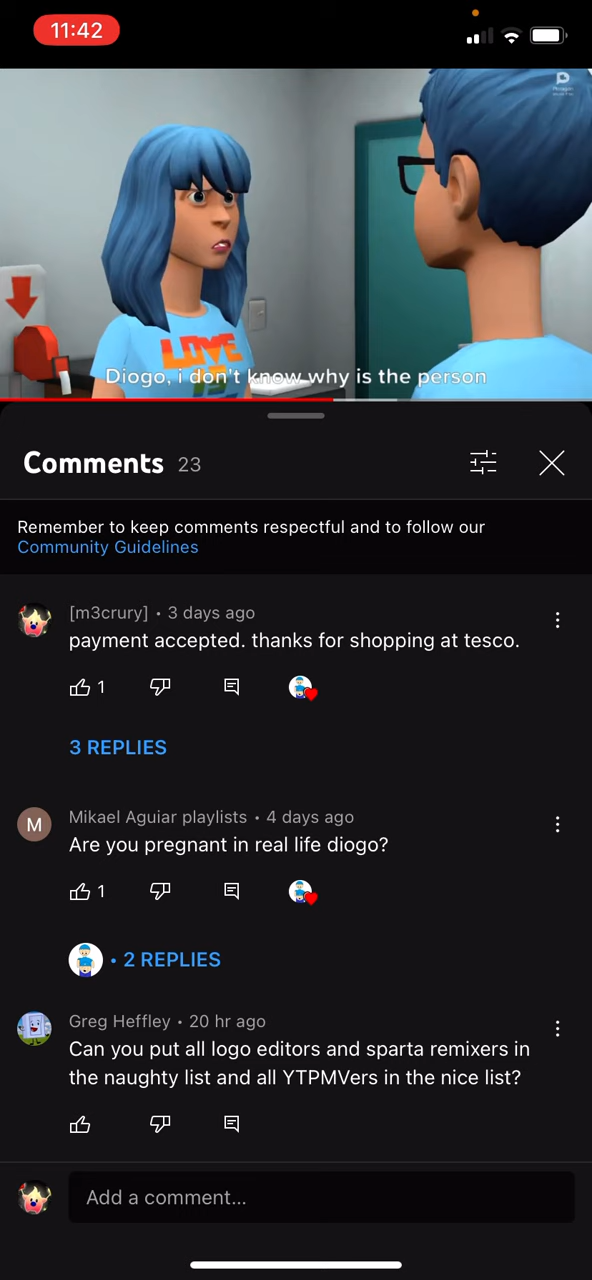 11:42
LOVE
Diogo, i don't know why is the person
Comments 23
Remember to keep comments respectful and to follow our
Community Guidelines
[m3crury] • 3 days ago
payment accepted. thanks for shopping at tesco.
1
3 REPLIES
M
Mikael Aguiar playlists • 4 days ago
Are you pregnant in real life diogo?
1
• 2 REPLIES
Greg Heffley • 20 hr ago
Can you put all logo editors and sparta remixers in
the naughty list and all YTPMVers in the nice list?
Add a comment...